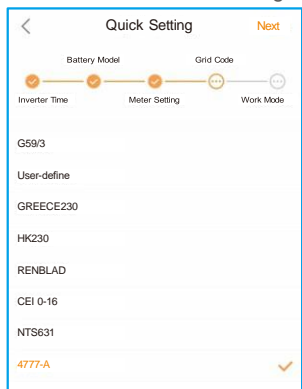 Quick Setting Next
Battery Model Grid Code
Inverter Time Meter Setting Work Mode
G59/3
User-define
GREECE230
HK230
RENBLAD
CEI 0-16
NTS631
4777-A